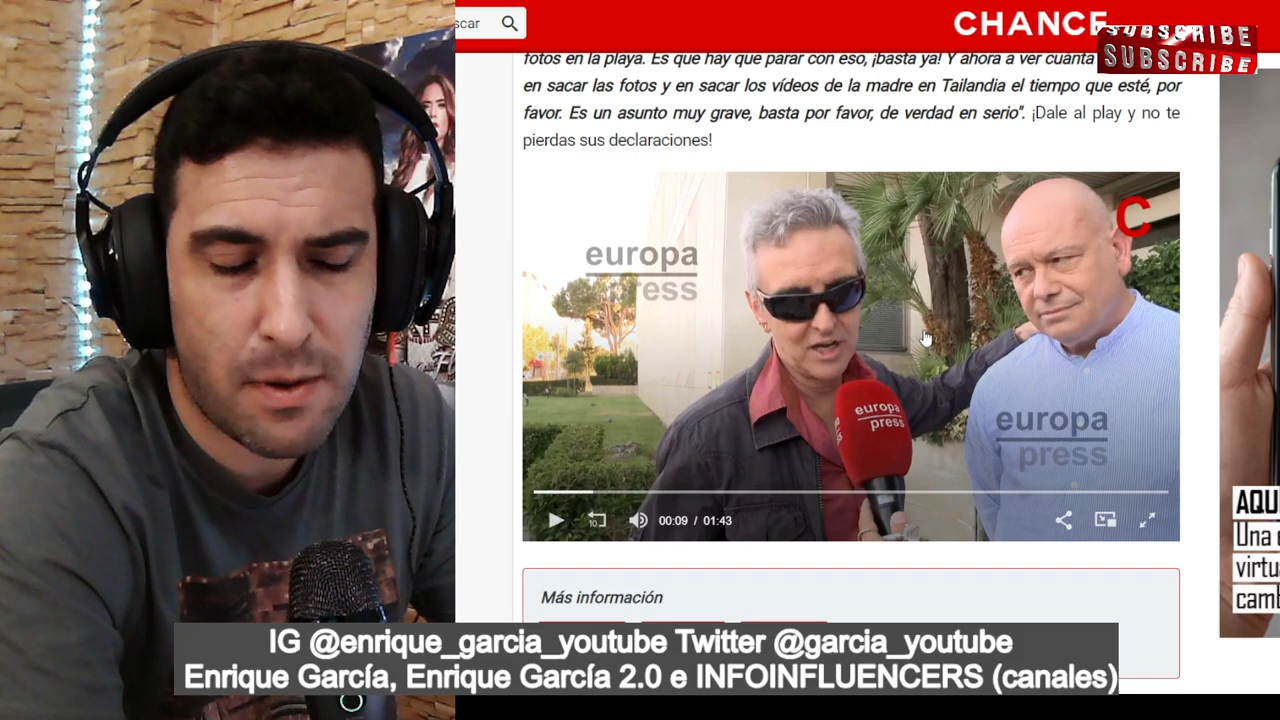 scar
CHANCE
SUBSCRIBE
SUBSCRIBE
fotos en la playa. Es que hay que parar con eso, ¡basta ya! Y ahora a ver cuánta
en sacar las fotos y en sacar los vídeos de la madre en Tailandia el tiempo que esté, por
favor. Es un asunto muy grave, basta por favor, de verdad en serio". ¡Dale al play y no te
pierdas sus declaraciones!
C
europa
press
europa
press
europa
press
00:09 / 01:43
10
AQU
Una e
virtua
camb
Más información
IG @enrique_garcia_youtube Twitter @garcia_youtube
Enrique García, Enrique García 2.0 e INFOINFLUENCERS (canales)